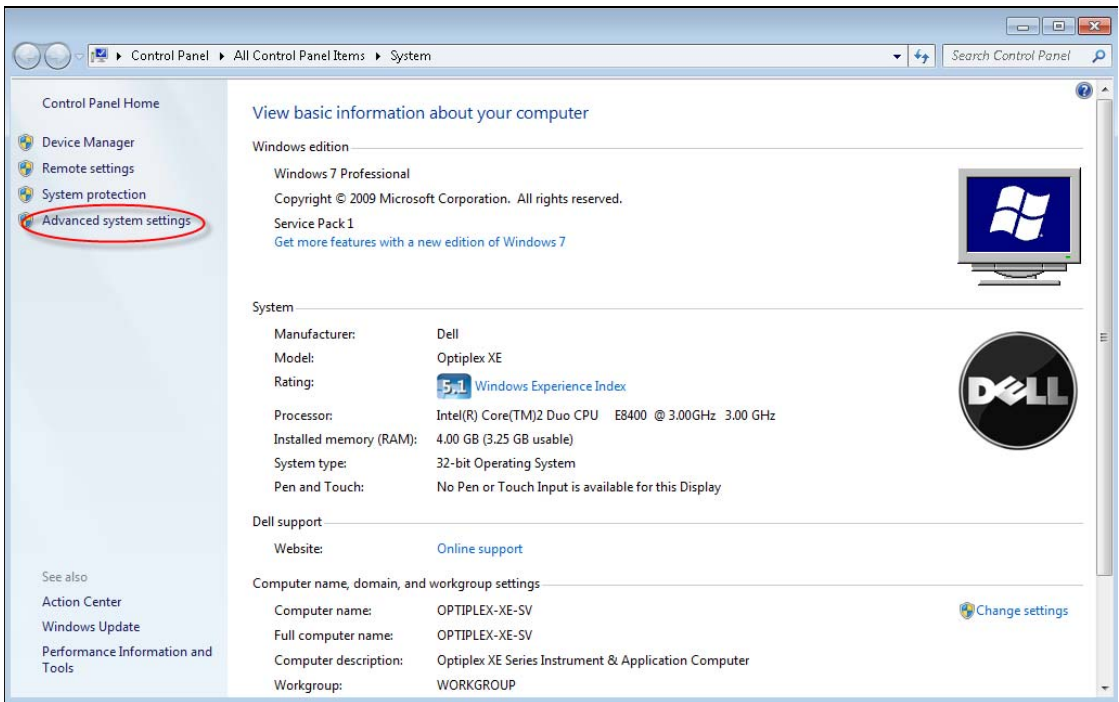 Control Panel ▸ All Control Panel Items ▸ System
Search Control Panel
Control Panel Home
Device Manager
Remote settings
System protection
Advanced system settings
See also
Action Center
Windows Update
Performance Information and
Tools
View basic information about your computer
Windows edition
Windows 7 Professional
Copyright © 2009 Microsoft Corporation. All rights reserved.
Service Pack 1
Get more features with a new edition of Windows 7
System
Manufacturer: Dell
Model: Optiplex XE
Rating: 5.1 Windows Experience Index
Processor: Intel(R) Core(TM)2 Duo CPU E8400 @ 3.00GHz 3.00 GHz
Installed memory (RAM): 4.00 GB (3.25 GB usable)
System type: 32-bit Operating System
Pen and Touch: No Pen or Touch Input is available for this Display
DELL
Dell support
Website: Online support
Computer name, domain, and workgroup settings
Computer name: OPTIPLEX-XE-SV
Change settings
Full computer name: OPTIPLEX-XE-SV
Computer description: Optiplex XE Series Instrument & Application Computer
Workgroup: WORKGROUP